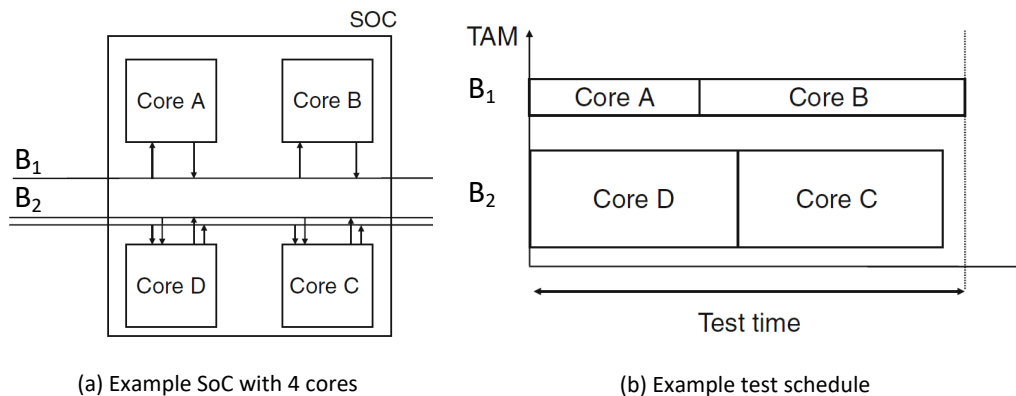 SOC
Core A
Core B
B1
B2
Core D
Core C
(a) Example SoC with 4 cores
TAM
B1
Core A
Core B
B2
Core D
Core C
Test time
(b) Example test schedule